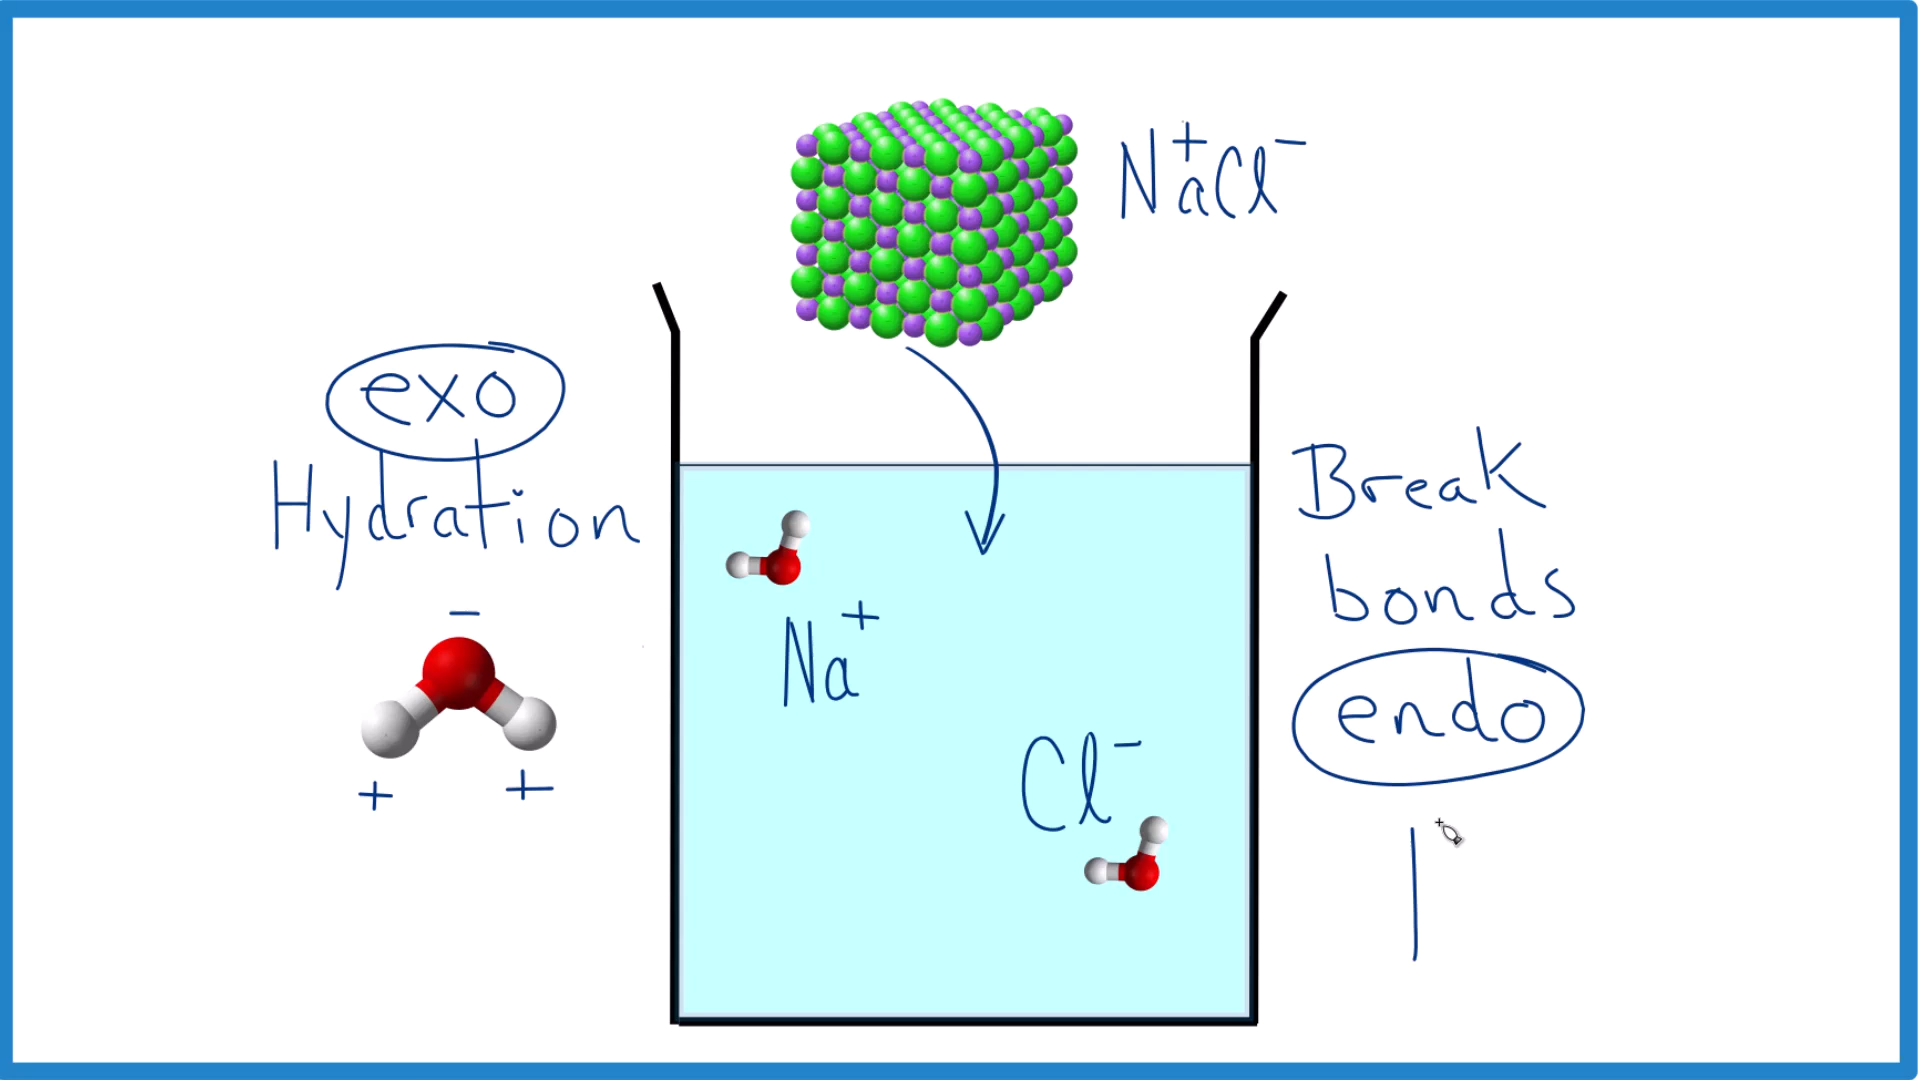 Na⁺Cl⁻
exo
Hydration
−
+ +
Na⁺
Cl⁻
Break
bonds
endo